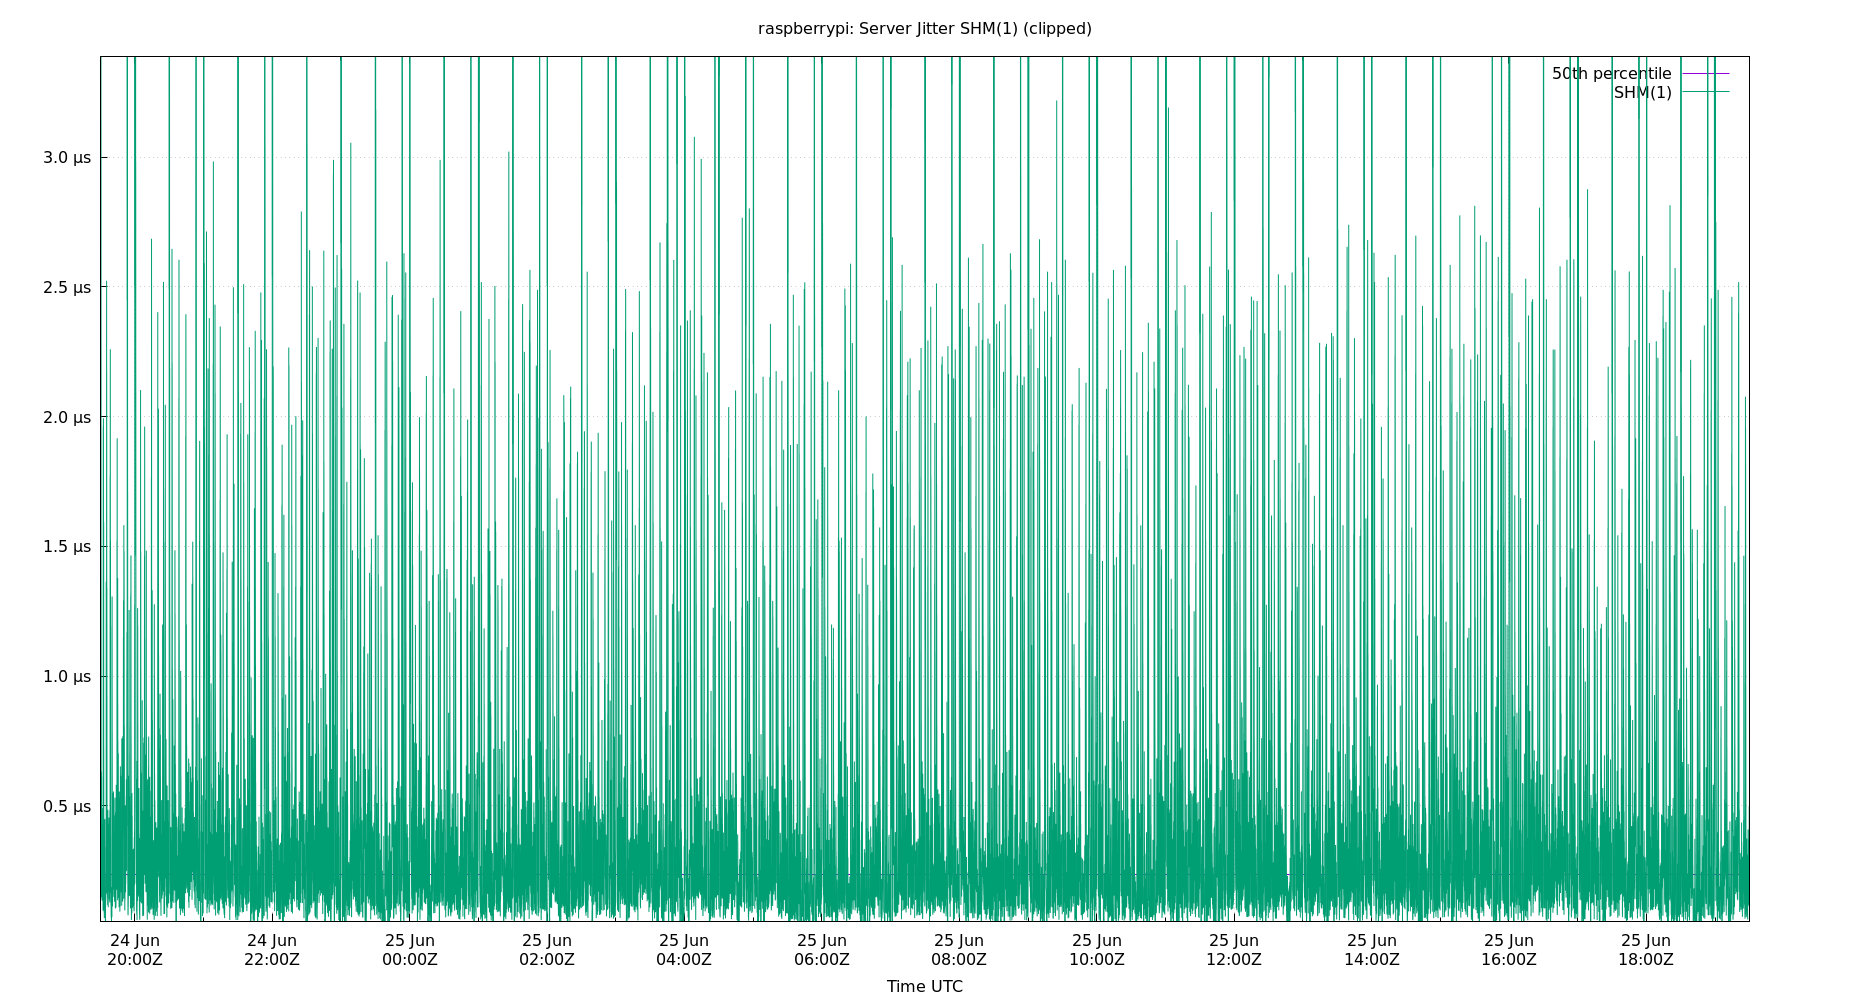 raspberrypi: Server Jitter SHM(1) (clipped)
50th percentile
SHM(1)
3.0 µs
2.5 µs
2.0 µs
1.5 µs
1.0 µs
0.5 µs
24 Jun 24 Jun 25 Jun 25 Jun 25 Jun 25 Jun 25 Jun 25 Jun 25 Jun 25 Jun 25 Jun 25 Jun
20:00Z 22:00Z 00:00Z 02:00Z 04:00Z 06:00Z 08:00Z 10:00Z 12:00Z 14:00Z 16:00Z 18:00Z
Time UTC